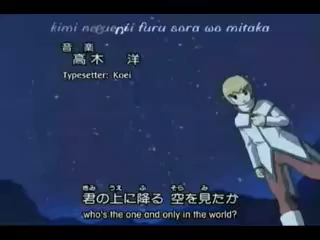 kimi no ue ni furu sora wo mitaka
音楽
高木 洋
Typesetter: Koei
きみ うえ ふ そらみ
君の上に降る 空を見たか
who's the one and only in the world?